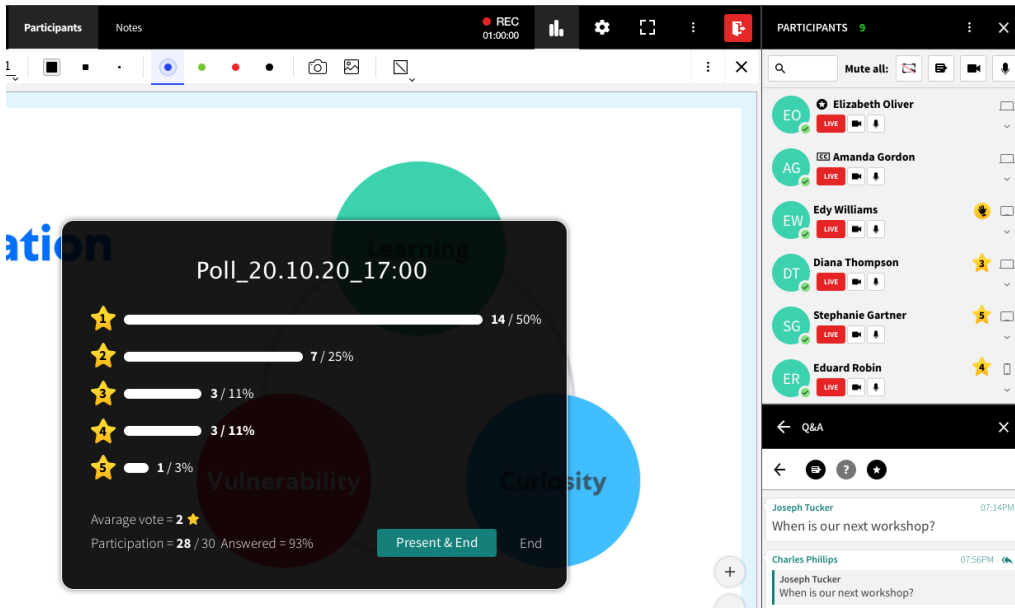 Participants
Notes
REC
01:00:00
PARTICIPANTS 9
1
Mute all:
EO
Elizabeth Oliver
LIVE
AG
CC Amanda Gordon
LIVE
EW
Edy Williams
LIVE
DT
Diana Thompson
3
LIVE
SG
Stephanie Gartner
5
LIVE
ER
Eduard Robin
4
LIVE
ation
Learning
Vulnerability
Curiosity
Poll_20.10.20_17:00
1 14 / 50%
2 7 / 25%
3 3 / 11%
4 3 / 11%
5 1 / 3%
Avarage vote = 2
Participation = 28 / 30 Answered = 93%
Present & End
End
+
Q&A
?
Joseph Tucker 07:14PM
When is our next workshop?
Charles Phillips 07:56PM
Joseph Tucker
When is our next workshop?